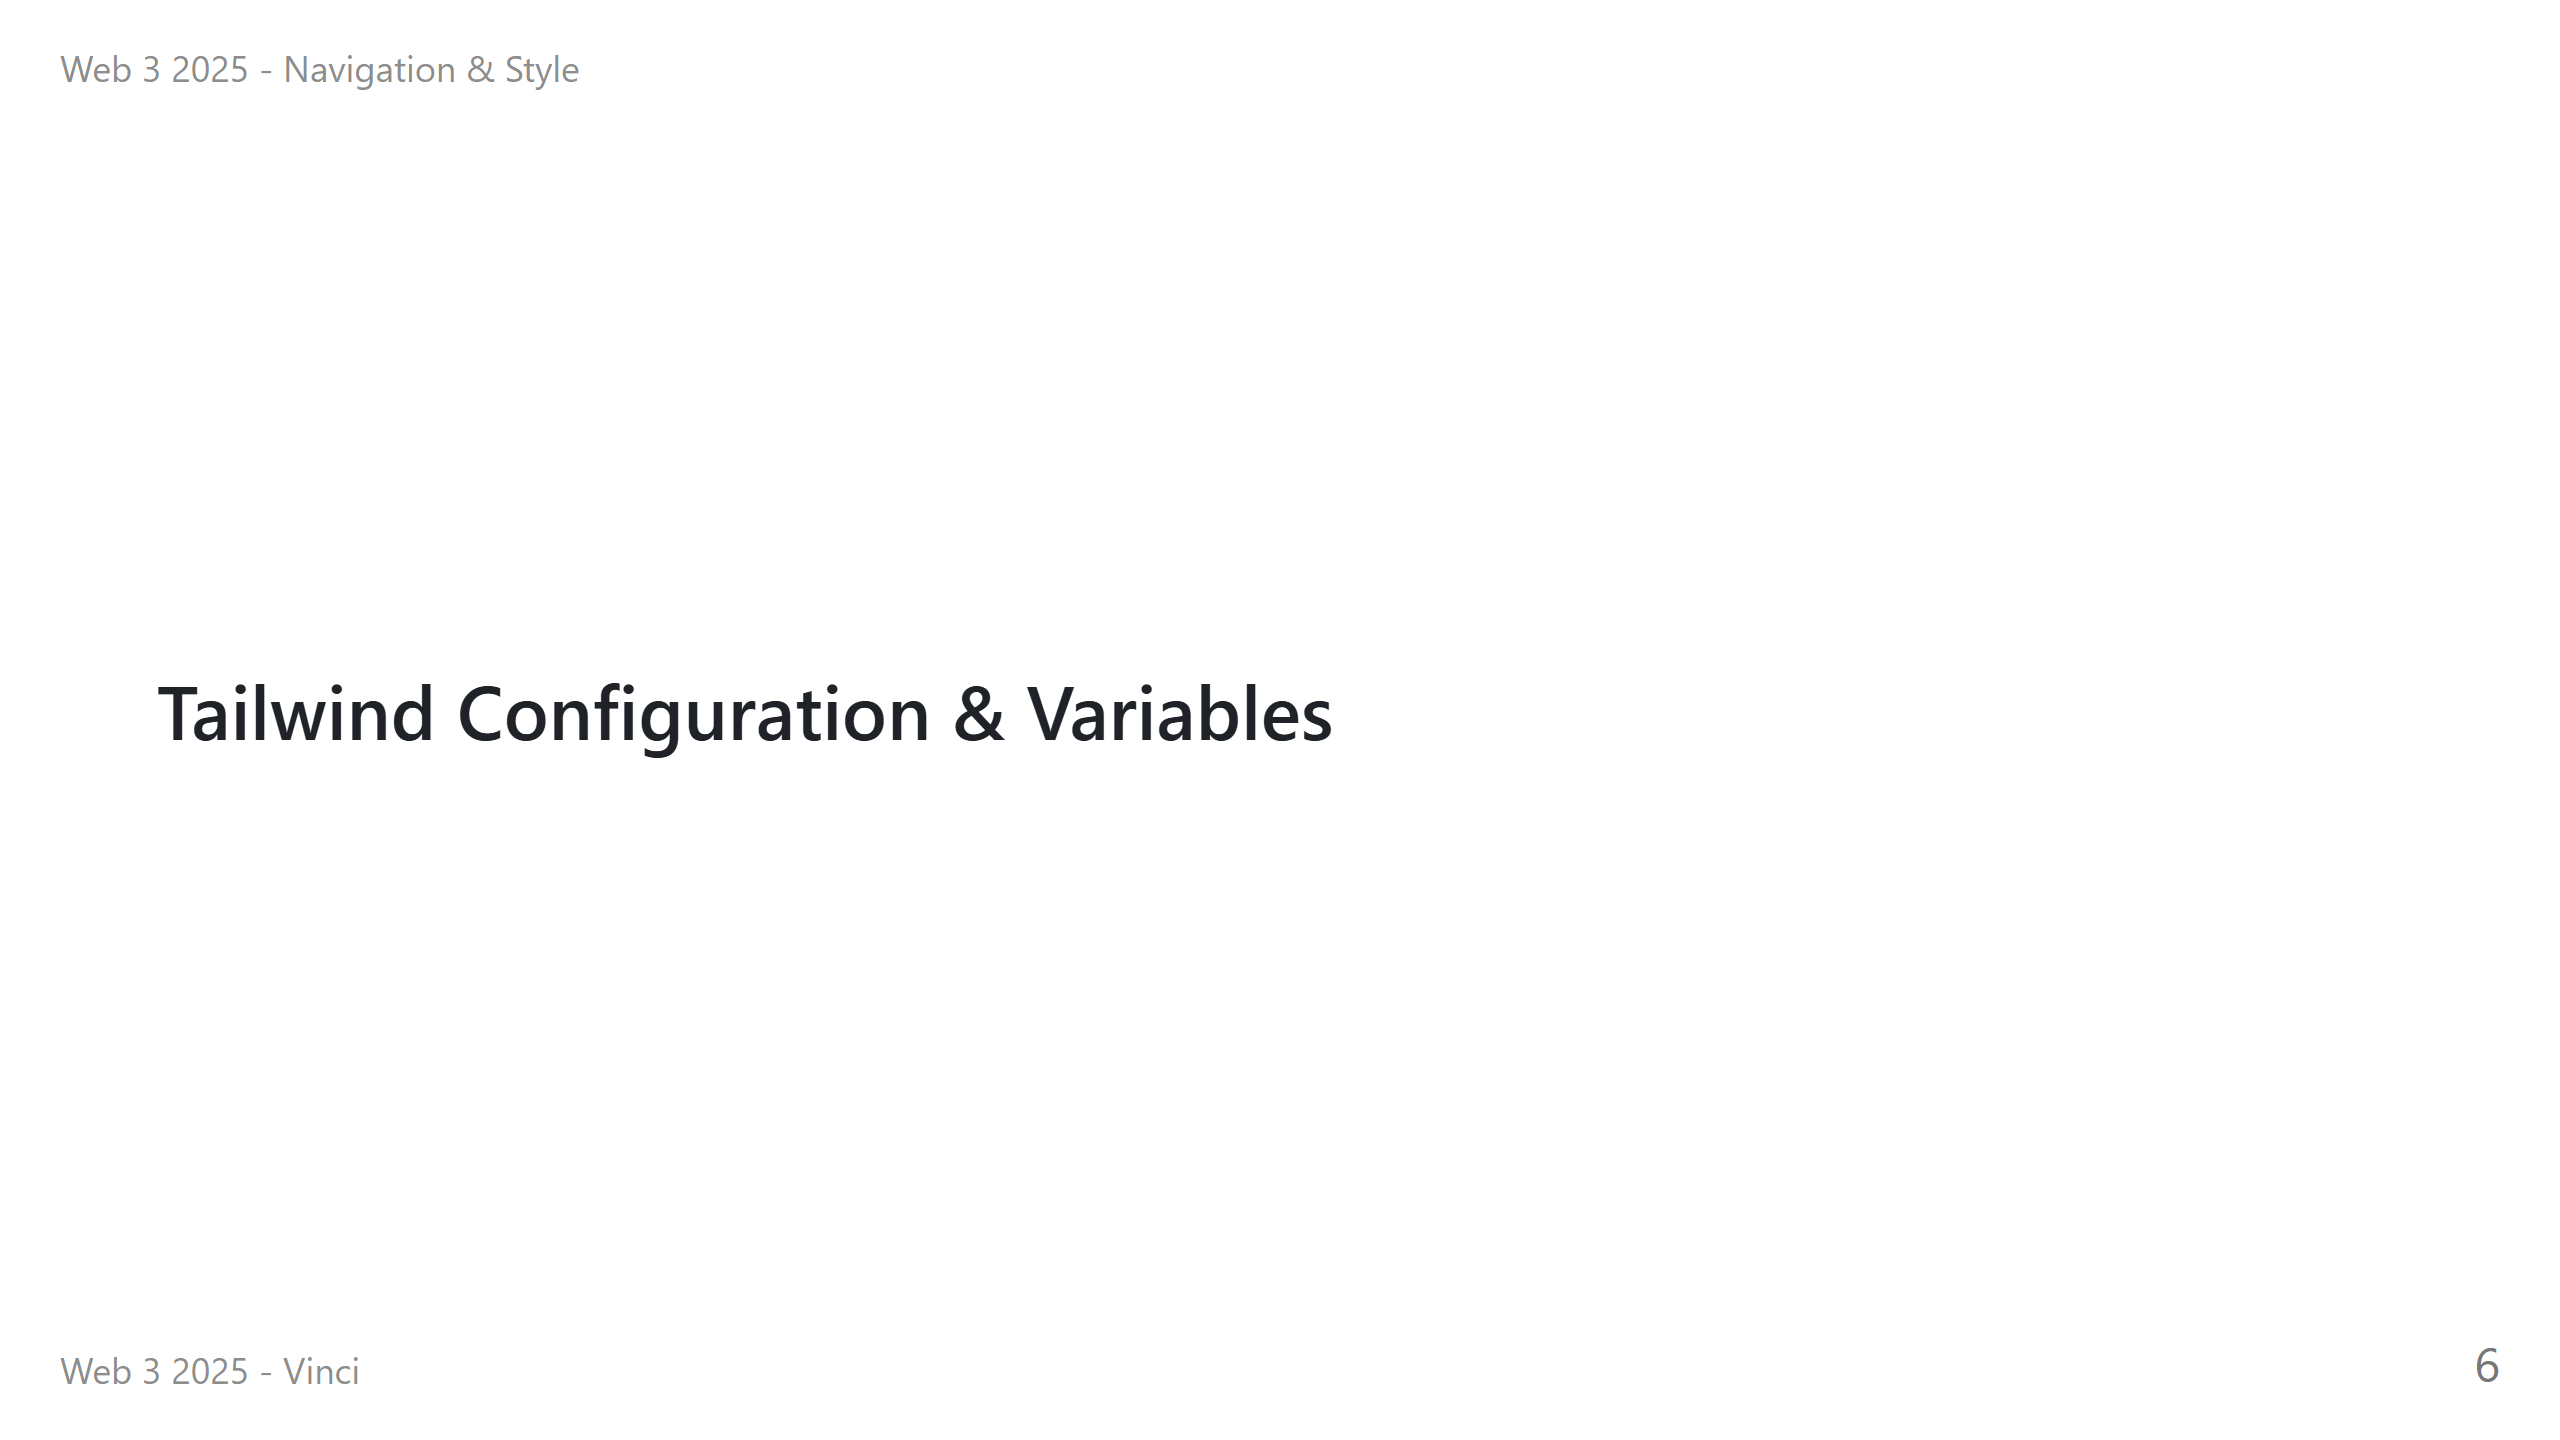 Web 3 2025 - Navigation & Style
Tailwind Configuration & Variables
Web 3 2025 - Vinci
6